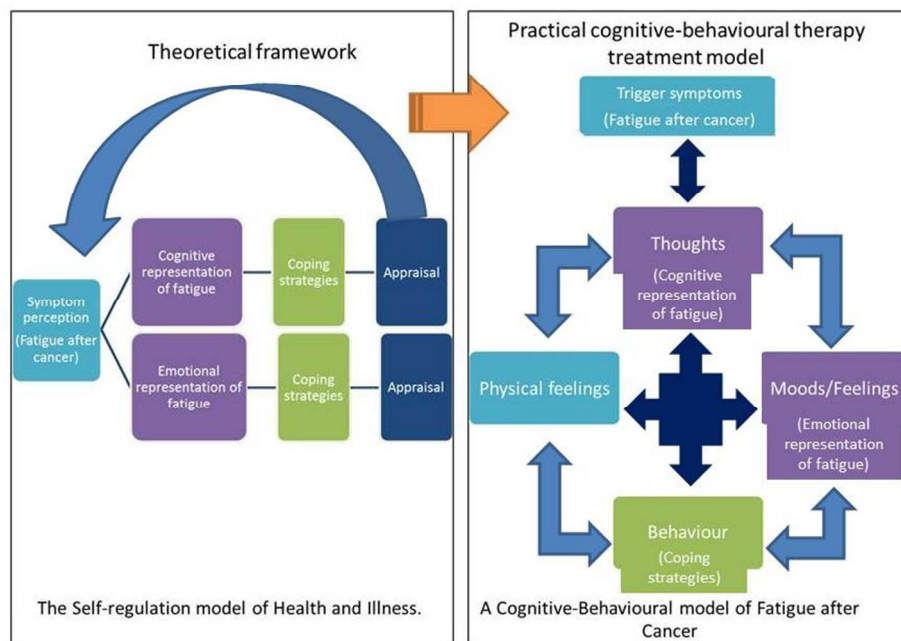 Theoretical framework
Cognitive
representation
of fatigue
Coping
strategies
Appraisal
Symptom
perception
(Fatigue after
cancer)
Emotional
representation of
fatigue
Coping
strategies
Appraisal
The Self-regulation model of Health and Illness.
Practical cognitive-behavioural therapy
treatment model
Trigger symptoms
(Fatigue after cancer)
Thoughts
(Cognitive
representation
of fatigue)
Physical feelings
Moods/Feelings
(Emotional
representation
of fatigue)
Behaviour
(Coping
strategies)
A Cognitive-Behavioural model of Fatigue after
Cancer